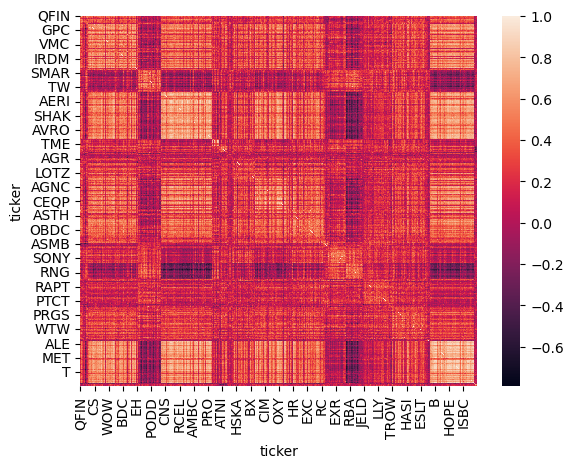 QFIN
GPC
VMC
IRDM
SMAR
TW
AERI
SHAK
AVRO
TME
AGR
LOTZ
AGNC
CEQP
ASTH
OBDC
ASMB
SONY
RNG
RAPT
PTCT
PRGS
WTW
ALE
MET
T
ticker
QFIN
CS
WOW
BDC
EH
PODD
CNS
RCEL
AMBC
PRO
ATNI
HSKA
BX
CIM
OXY
HR
EXC
RC
EXR
RBA
JELD
LLY
TROW
HASI
ESLT
B
HOPE
ISBC
ticker
1.0
0.8
0.6
0.4
0.2
0.0
−0.2
−0.4
−0.6